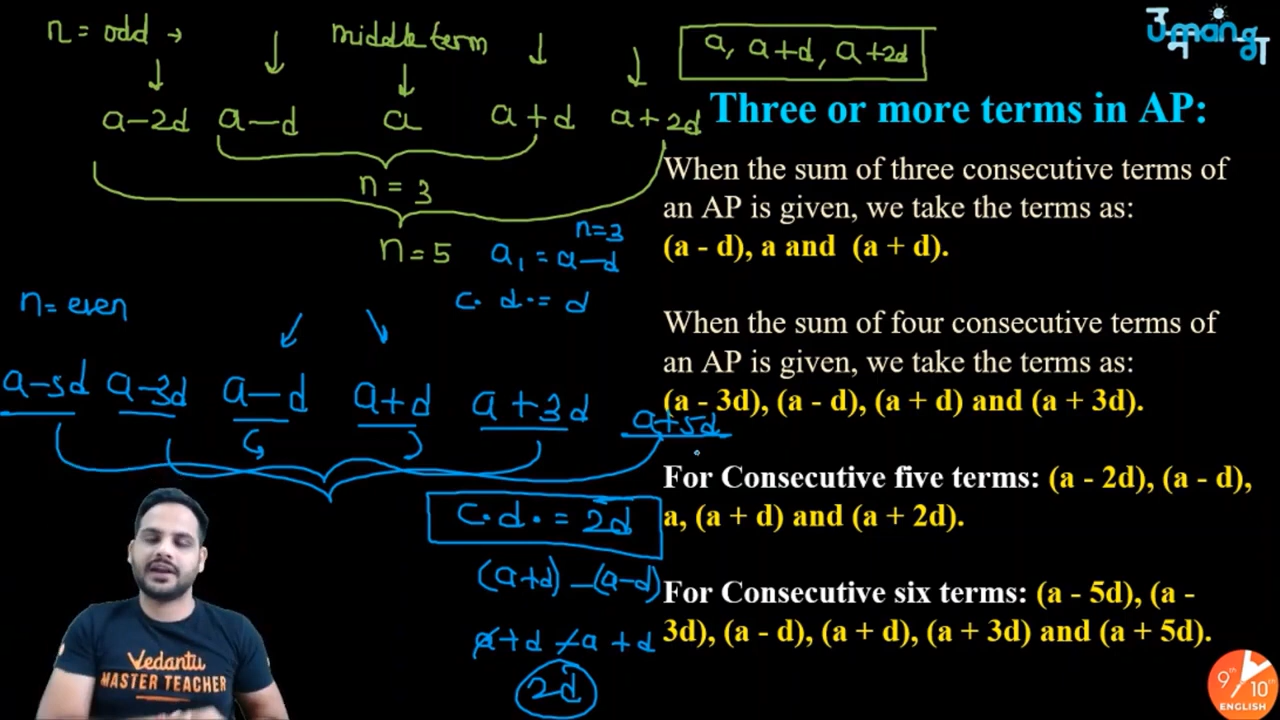 n = odd →
middle term
a, a+d, a+2d
a-2d a-d a a+d a+2d
n = 3
n = 5
n=3
a₁ = a-d
c. d. = d
n= even
a-5d a-3d a-d a+d a+3d a+5d
c.d. = 2d
(a+d) - (a-d)
a+d-a+d
2d
उमंग
umang
Three or more terms in AP:
When the sum of three consecutive terms of
an AP is given, we take the terms as:
(a - d), a and (a + d).
When the sum of four consecutive terms of
an AP is given, we take the terms as:
(a - 3d), (a - d), (a + d) and (a + 3d).
For Consecutive five terms: (a - 2d), (a - d),
a, (a + d) and (a + 2d).
For Consecutive six terms: (a - 5d), (a -
3d), (a - d), (a + d), (a + 3d) and (a + 5d).
Vedantu
MASTER TEACHER
9th 10th
ENGLISH